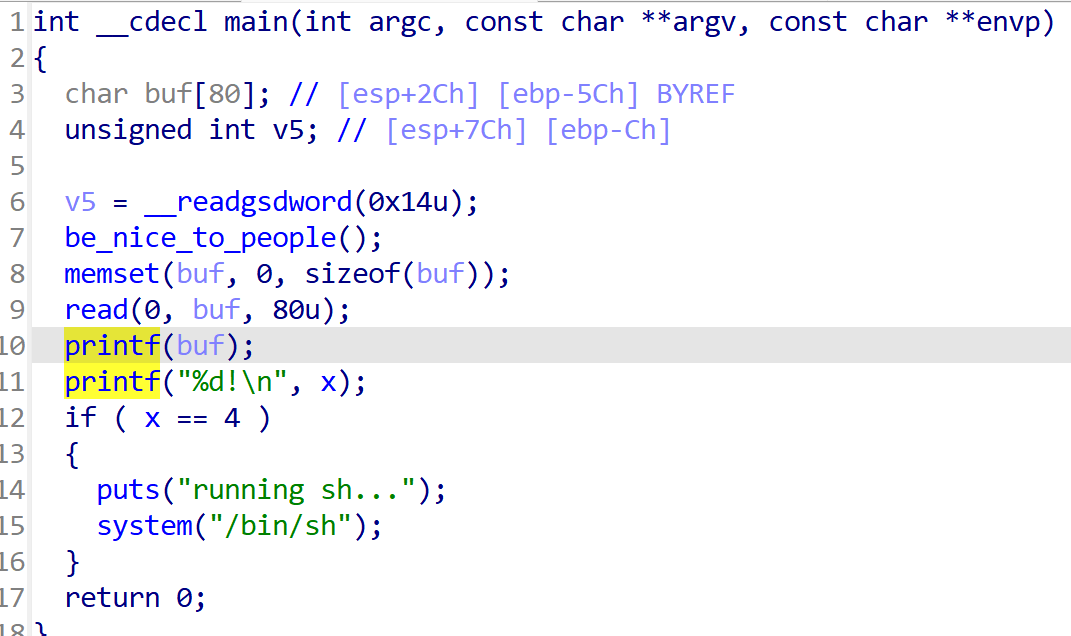 1 int __cdecl main(int argc, const char **argv, const char **envp)
2 {
3   char buf[80]; // [esp+2Ch] [ebp-5Ch] BYREF
4   unsigned int v5; // [esp+7Ch] [ebp-Ch]
5
6   v5 = __readgsdword(0x14u);
7   be_nice_to_people();
8   memset(buf, 0, sizeof(buf));
9   read(0, buf, 80u);
10   printf(buf);
11   printf("%d!\n", x);
12   if ( x == 4 )
13   {
14     puts("running sh...");
15     system("/bin/sh");
16   }
17   return 0;
18 }